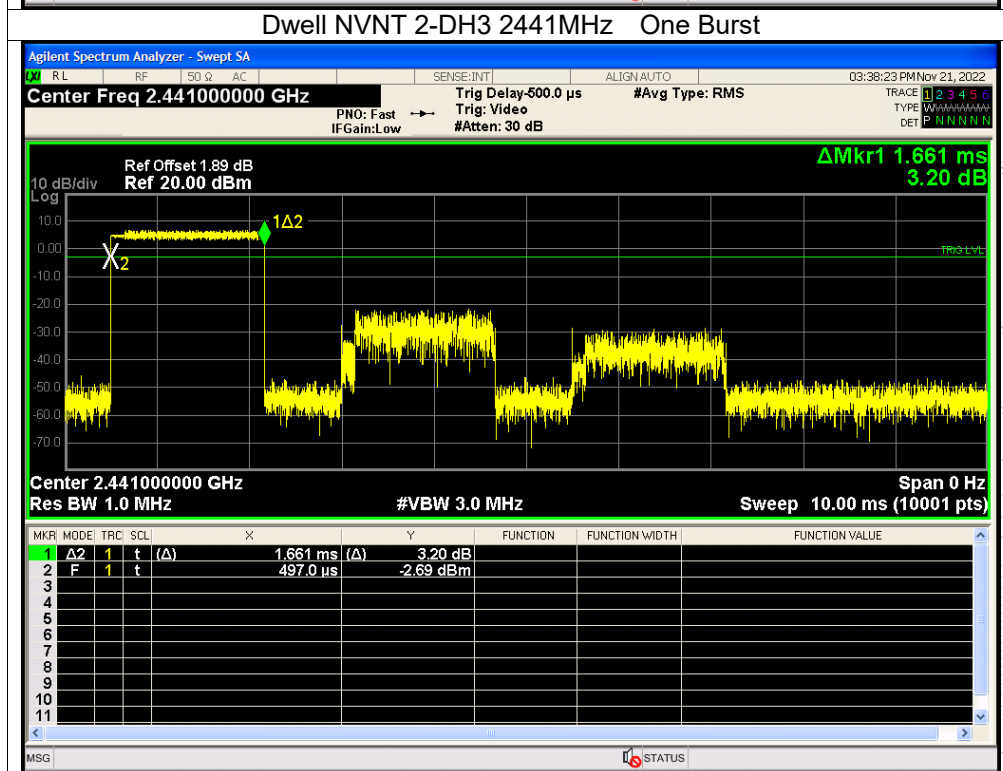 Dwell NVNT 2-DH3 2441MHz One Burst
Agilent Spectrum Analyzer - Swept SA
LXI RL RF 50 Ω AC SENSE:INT ALIGN AUTO 03:38:23 PM Nov 21, 2022
Center Freq 2.441000000 GHz
PNO: Fast
IFGain:Low
Trig Delay-500.0 µs
Trig: Video
#Atten: 30 dB
#Avg Type: RMS
TRACE 1 2 3 4 5 6
TYPE WWWWWW
DET P N N N N N
ΔMkr1 1.661 ms
3.20 dB
Ref Offset 1.89 dB
10 dB/div Ref 20.00 dBm
Log
10.0
0.00
-10.0
-20.0
-30.0
-40.0
-50.0
-60.0
-70.0
1Δ2
2
TRIG LVL
Center 2.441000000 GHz Span 0 Hz
Res BW 1.0 MHz #VBW 3.0 MHz Sweep 10.00 ms (10001 pts)
MKR MODE TRC SCL X Y FUNCTION FUNCTION WIDTH FUNCTION VALUE
1 Δ2 1 t (Δ) 1.661 ms (Δ) 3.20 dB
2 F 1 t 497.0 µs -2.69 dBm
3
4
5
6
7
8
9
10
11
MSG STATUS